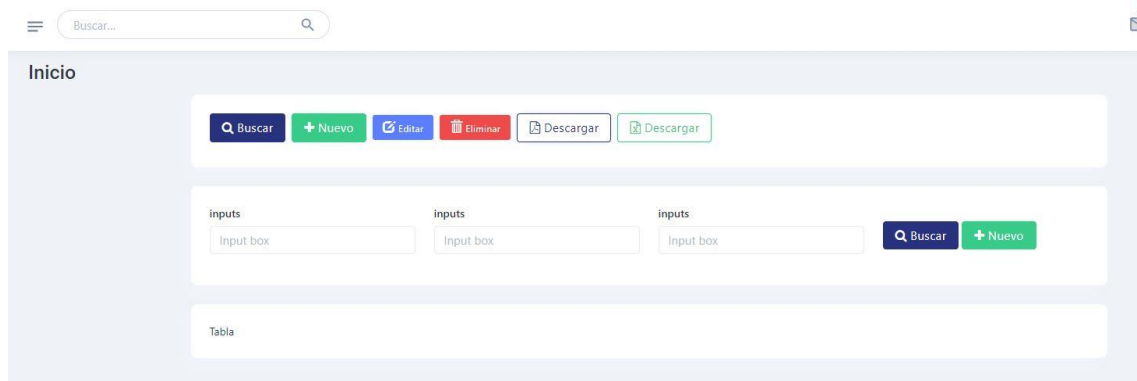 Buscar...
Inicio
Buscar Nuevo Editar Eliminar Descargar Descargar
inputs inputs inputs
Input box Input box Input box Buscar Nuevo
Tabla